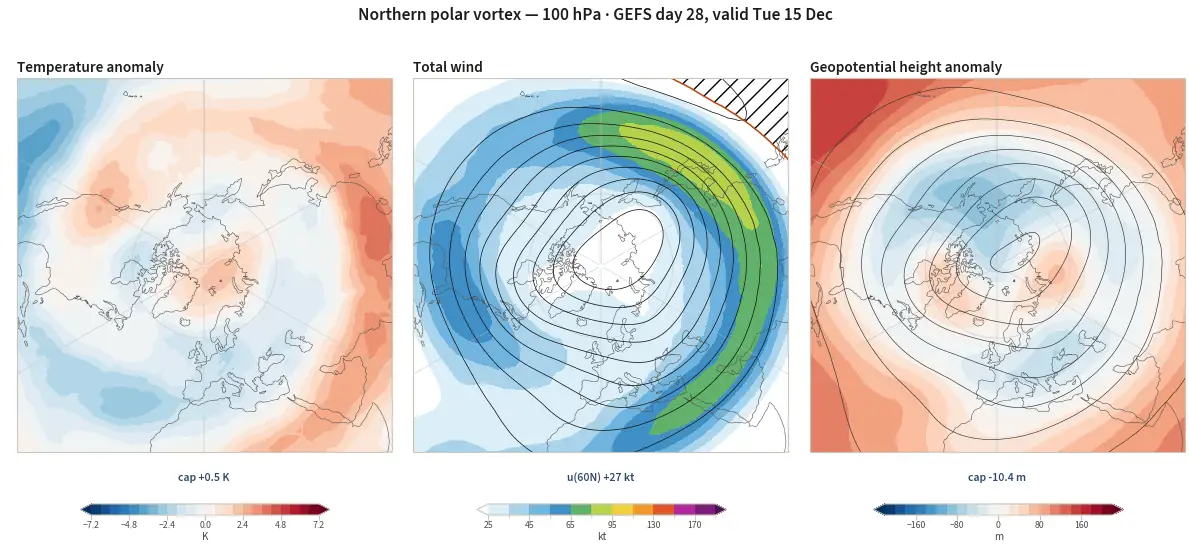 Northern polar vortex — 100 hPa · GEFS day 28, valid Tue 15 Dec
Temperature anomaly
Total wind
Geopotential height anomaly
cap +0.5 K
u(60N) +27 kt
cap -10.4 m
−7.2 −4.8 −2.4 0.0 2.4 4.8 7.2
K
25 45 65 95 130 170
kt
−160 −80 0 80 160
m